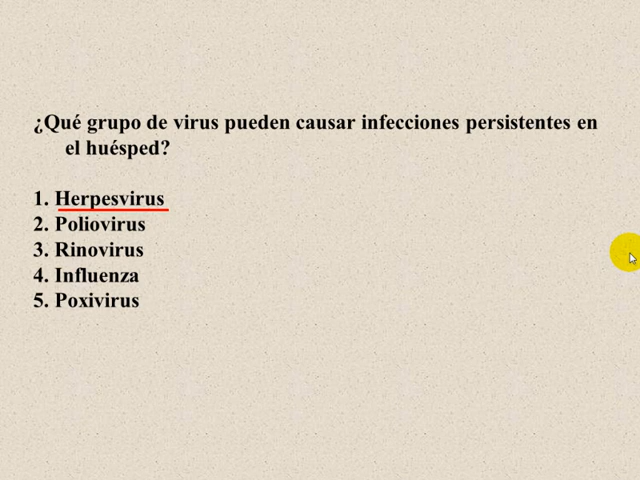 ¿Qué grupo de virus pueden causar infecciones persistentes en
el huésped?
1. Herpesvirus
2. Poliovirus
3. Rinovirus
4. Influenza
5. Poxivirus